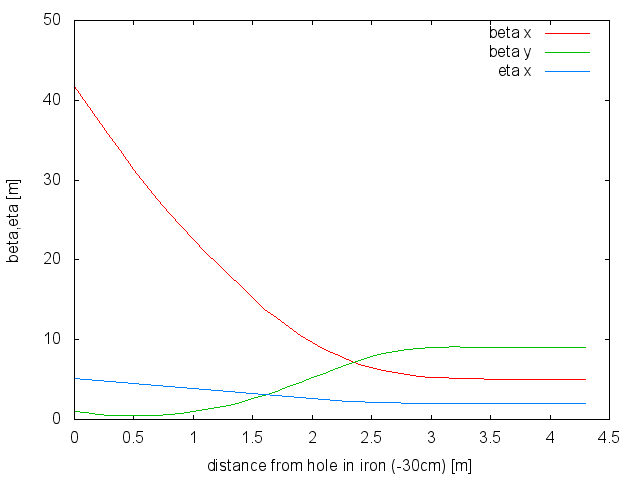 50
40
30
20
10
0
beta,eta [m]
beta x
beta y
eta x
0 0.5 1 1.5 2 2.5 3 3.5 4 4.5
distance from hole in iron (-30cm) [m]